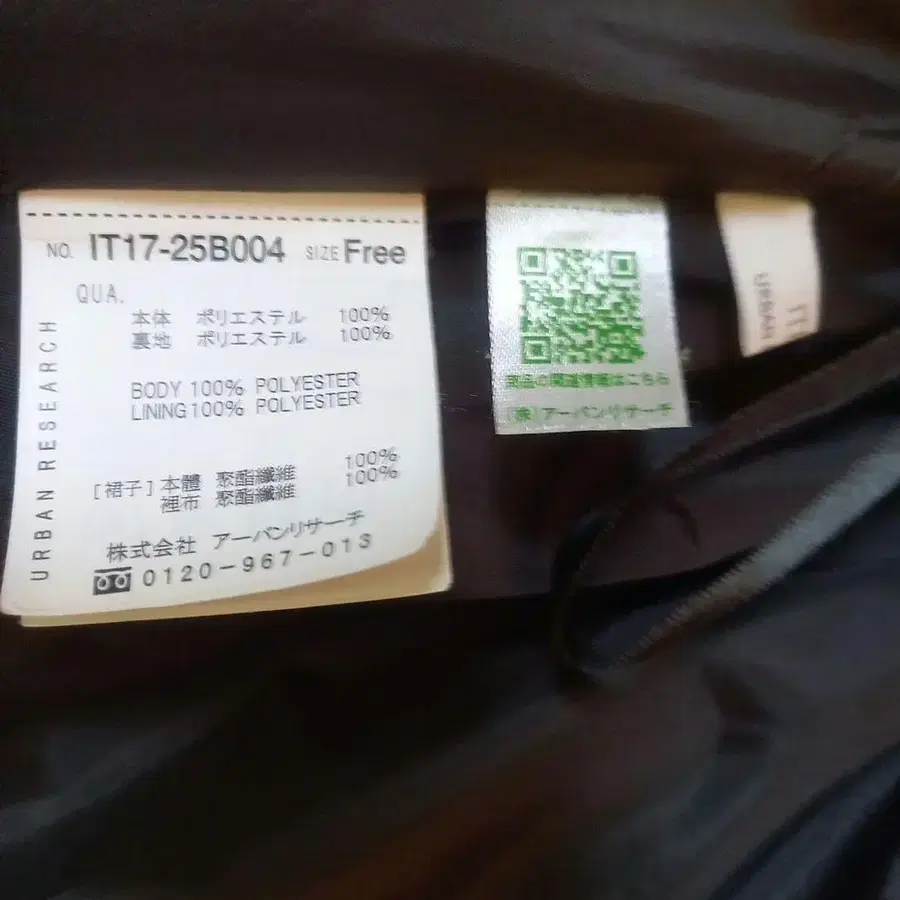 NO. IT17-25B004 SIZE Free
QUA.
本体 ポリエステル 100%
裏地 ポリエステル 100%
BODY 100% POLYESTER
LINING 100% POLYESTER
[裙子] 本體 聚酯纖維 100%
裡布 聚酯纖維 100%
株式会社 アーバンリサーチ
0120-967-013
URBAN RESEARCH
商品の関連情報はこちら
(株)アーバンリサーチ
IT
URBAN